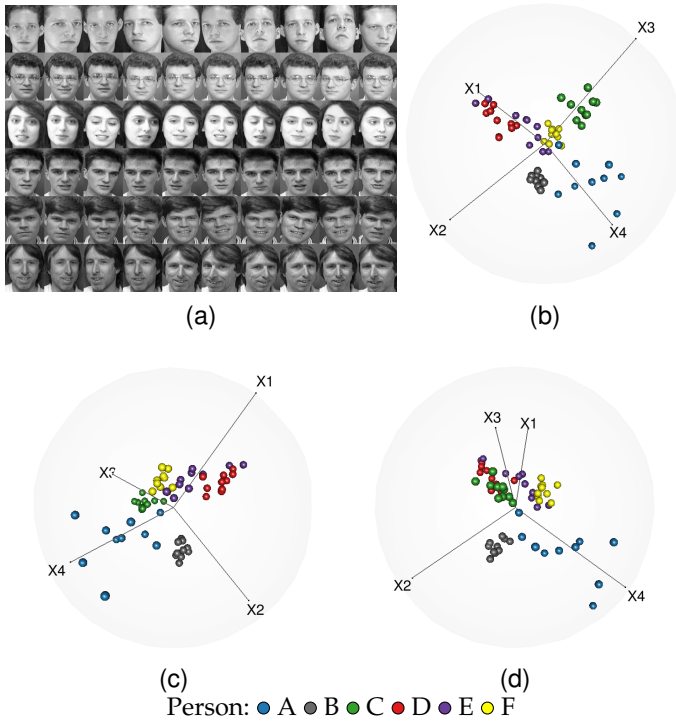 X3
X1
X2
X4
(a)
(b)
X1
X3
X4
X2
X3
X1
X2
X4
(c)
(d)
Person: A B C D E F